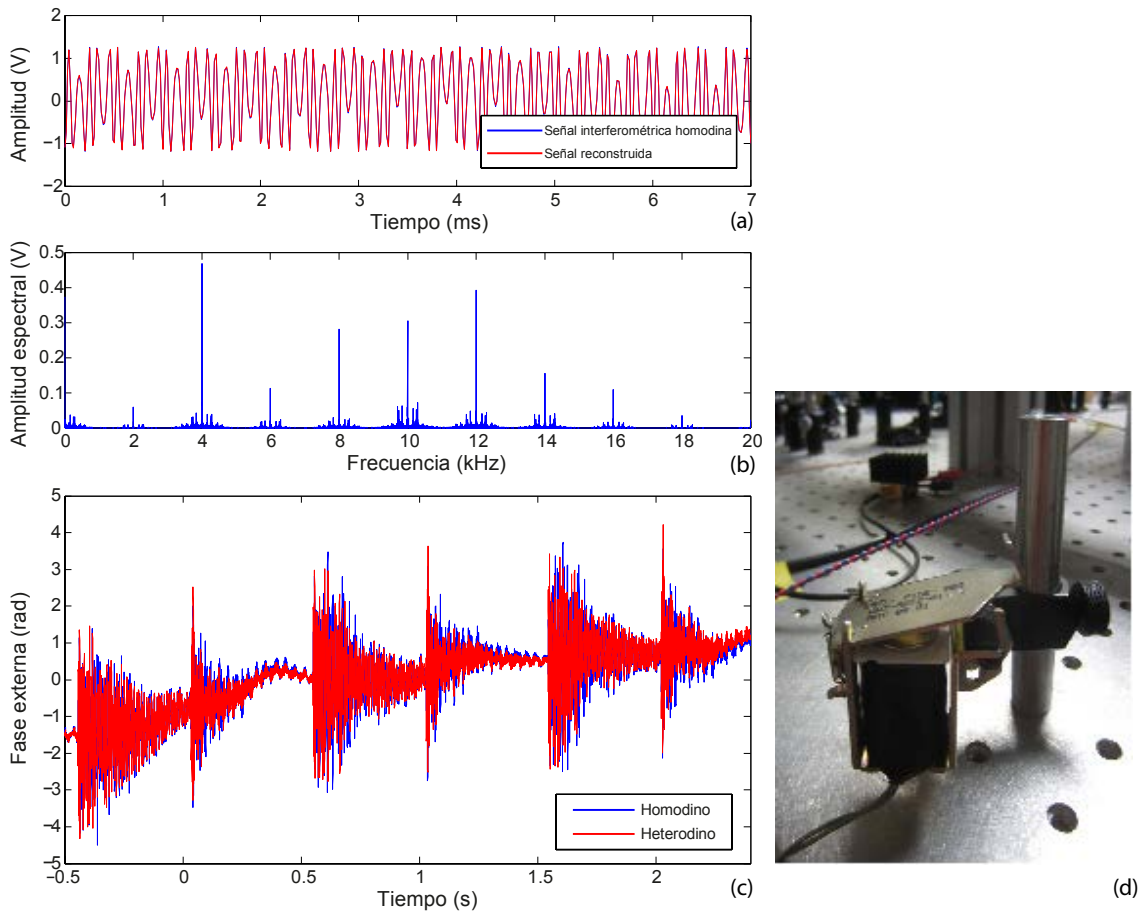 2
1
0
−1
−2
Amplitud (V)
Señal interferométrica homodina
Señal reconstruida
0 1 2 3 4 5 6 7
Tiempo (ms)
(a)
0.5
0.4
0.3
0.2
0.1
0
Amplitud espectral (V)
0 2 4 6 8 10 12 14 16 18 20
Frecuencia (kHz)
(b)
5
4
3
2
1
0
−1
−2
−3
−4
−5
Fase externa (rad)
Homodino
Heterodino
−0.5 0 0.5 1 1.5 2
Tiempo (s)
(c)
(d)